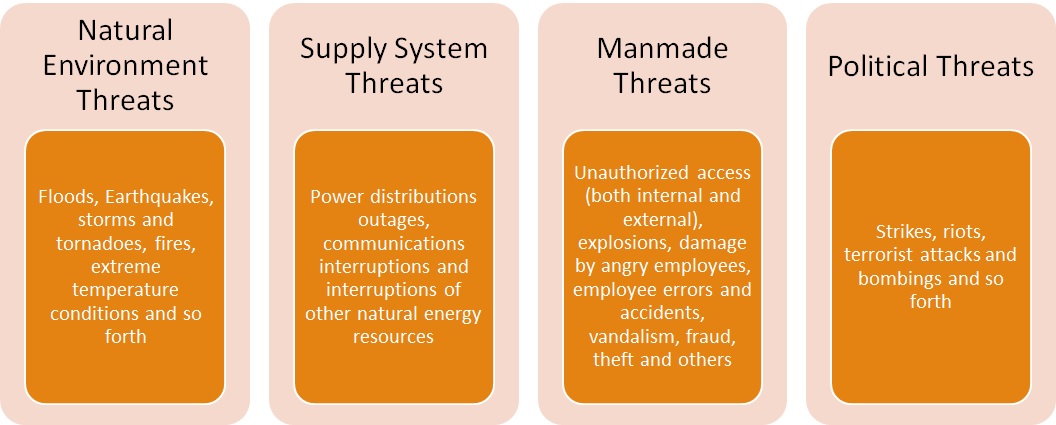 Natural
Environment
Threats
Floods, Earthquakes,
storms and
tornadoes, fires,
extreme
temperature
conditions and so
forth
Supply System
Threats
Power distributions
outages,
communications
interruptions and
interruptions of
other natural energy
resources
Manmade
Threats
Unauthorized access
(both internal and
external),
explosions, damage
by angry employees,
employee errors and
accidents,
vandalism, fraud,
theft and others
Political Threats
Strikes, riots,
terrorist attacks and
bombings and so
forth